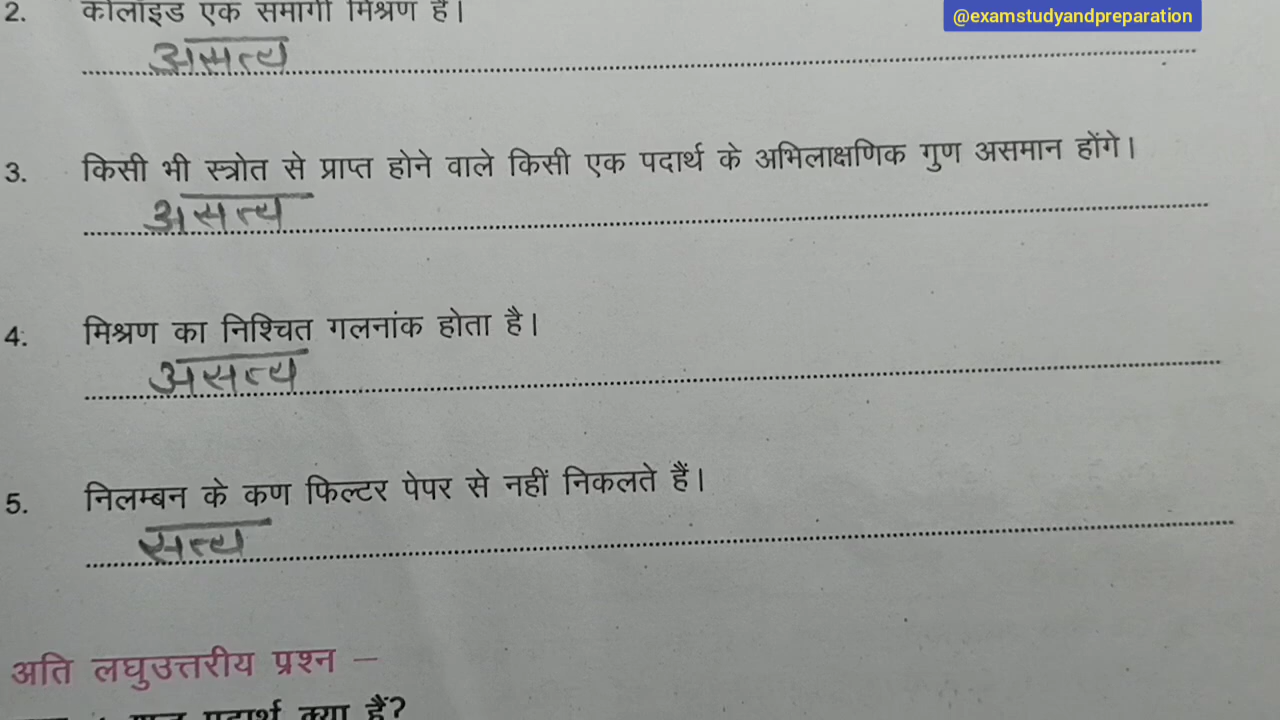 @examstudyandpreparation
2. कोलॉइड एक समांगी मिश्रण है।
असत्य
3. किसी भी स्त्रोत से प्राप्त होने वाले किसी एक पदार्थ के अभिलाक्षणिक गुण असमान होंगे।
असत्य
4. मिश्रण का निश्चित गलनांक होता है।
असत्य
5. निलम्बन के कण फिल्टर पेपर से नहीं निकलते हैं।
सत्य
अति लघुउत्तरीय प्रश्न –
पदार्थ क्या हैं?